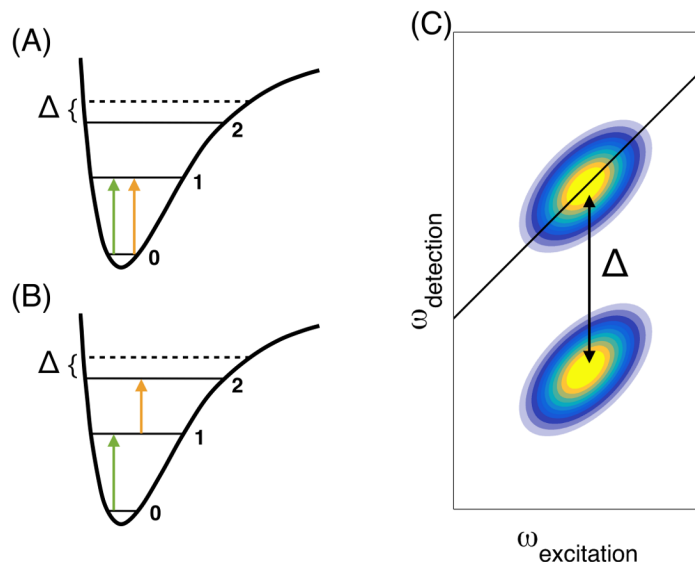 (A)
Δ {
2
1
0
(B)
Δ {
2
1
0
(C)
Δ
ωdetection
ωexcitation